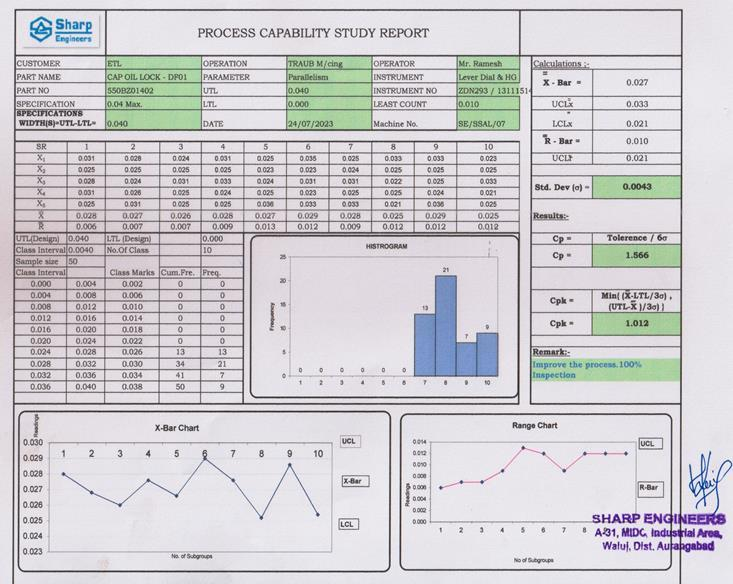 Sharp
Engineers
PROCESS CAPABILITY STUDY REPORT
CUSTOMER ETL OPERATION TRAUB M/cing OPERATOR Mr. Ramesh
PART NAME CAP OIL LOCK - DF01 PARAMETER Parallelism INSTRUMENT Lever Dial & HG
PART NO S50BZ01402 UTL 0.040 INSTRUMENT NO ZDN293 / 13111514
SPECIFICATION 0.04 Max. LTL 0.000 LEAST COUNT 0.010
SPECIFICATIONS
WIDTH(S)=UTL-LTL= 0.040 DATE 24/07/2023 Machine No. SE/SSAL/07
Calculations :-
X - Bar = 0.027
UCLx 0.033
LCLx 0.021
R - Bar = 0.010
UCLR 0.021
Std. Dev (σ) = 0.0043
Results:-
Cp = Tolerence / 6σ
Cp = 1.566
Cpk = Min{ (X̄-LTL/3σ) ,
(UTL-X̄ )/3σ) }
Cpk = 1.012
Remark:-
Improve the process.100%
Inspection
SR 1 2 3 4 5 6 7 8 9 10
X₁ 0.031 0.028 0.024 0.031 0.025 0.035 0.025 0.033 0.033 0.023
X₂ 0.025 0.025 0.025 0.025 0.023 0.023 0.024 0.025 0.025 0.025
X₃ 0.028 0.024 0.031 0.033 0.024 0.031 0.031 0.022 0.025 0.033
X₄ 0.031 0.026 0.025 0.024 0.025 0.023 0.025 0.025 0.024 0.021
X₅ 0.025 0.031 0.025 0.025 0.036 0.033 0.033 0.021 0.036 0.025
X̄ 0.028 0.027 0.026 0.028 0.027 0.029 0.028 0.025 0.029 0.025
R̄ 0.006 0.007 0.007 0.009 0.013 0.012 0.009 0.012 0.012 0.012
UTL(Design) 0.040 LTL (Design) 0.000
Class Interval 0.0040 No.Of Class 10
Sample size 50
Class Interval Class Marks Cum.Fre. Freq.
0.000 0.004 0.002 0 0
0.004 0.008 0.006 0 0
0.008 0.012 0.010 0 0
0.012 0.016 0.014 0 0
0.016 0.020 0.018 0 0
0.020 0.024 0.022 0 0
0.024 0.028 0.026 13 13
0.028 0.032 0.030 34 21
0.032 0.036 0.034 41 7
0.036 0.040 0.038 50 9
HISTROGRAM
Frequency
25
20
15
10
5
0
0 0 0 0 0 0 13 21 7 9
1 2 3 4 5 6 7 8 9 10
X-Bar Chart
Readings
0.030
0.029
0.028
0.027
0.026
0.025
0.024
0.023
1 2 3 4 5 6 7 8 9 10
UCL
X-Bar
LCL
No. of Subgroups
Range Chart
Readings
0.014
0.012
0.010
0.008
0.006
0.004
0.002
0.000
1 2 3 4 5 6 7 8
UCL
R-Bar
No of Subgroups
SHARP ENGINEERS
A-31, MIDC, Industrial Area,
Waluj, Dist. Aurangabad